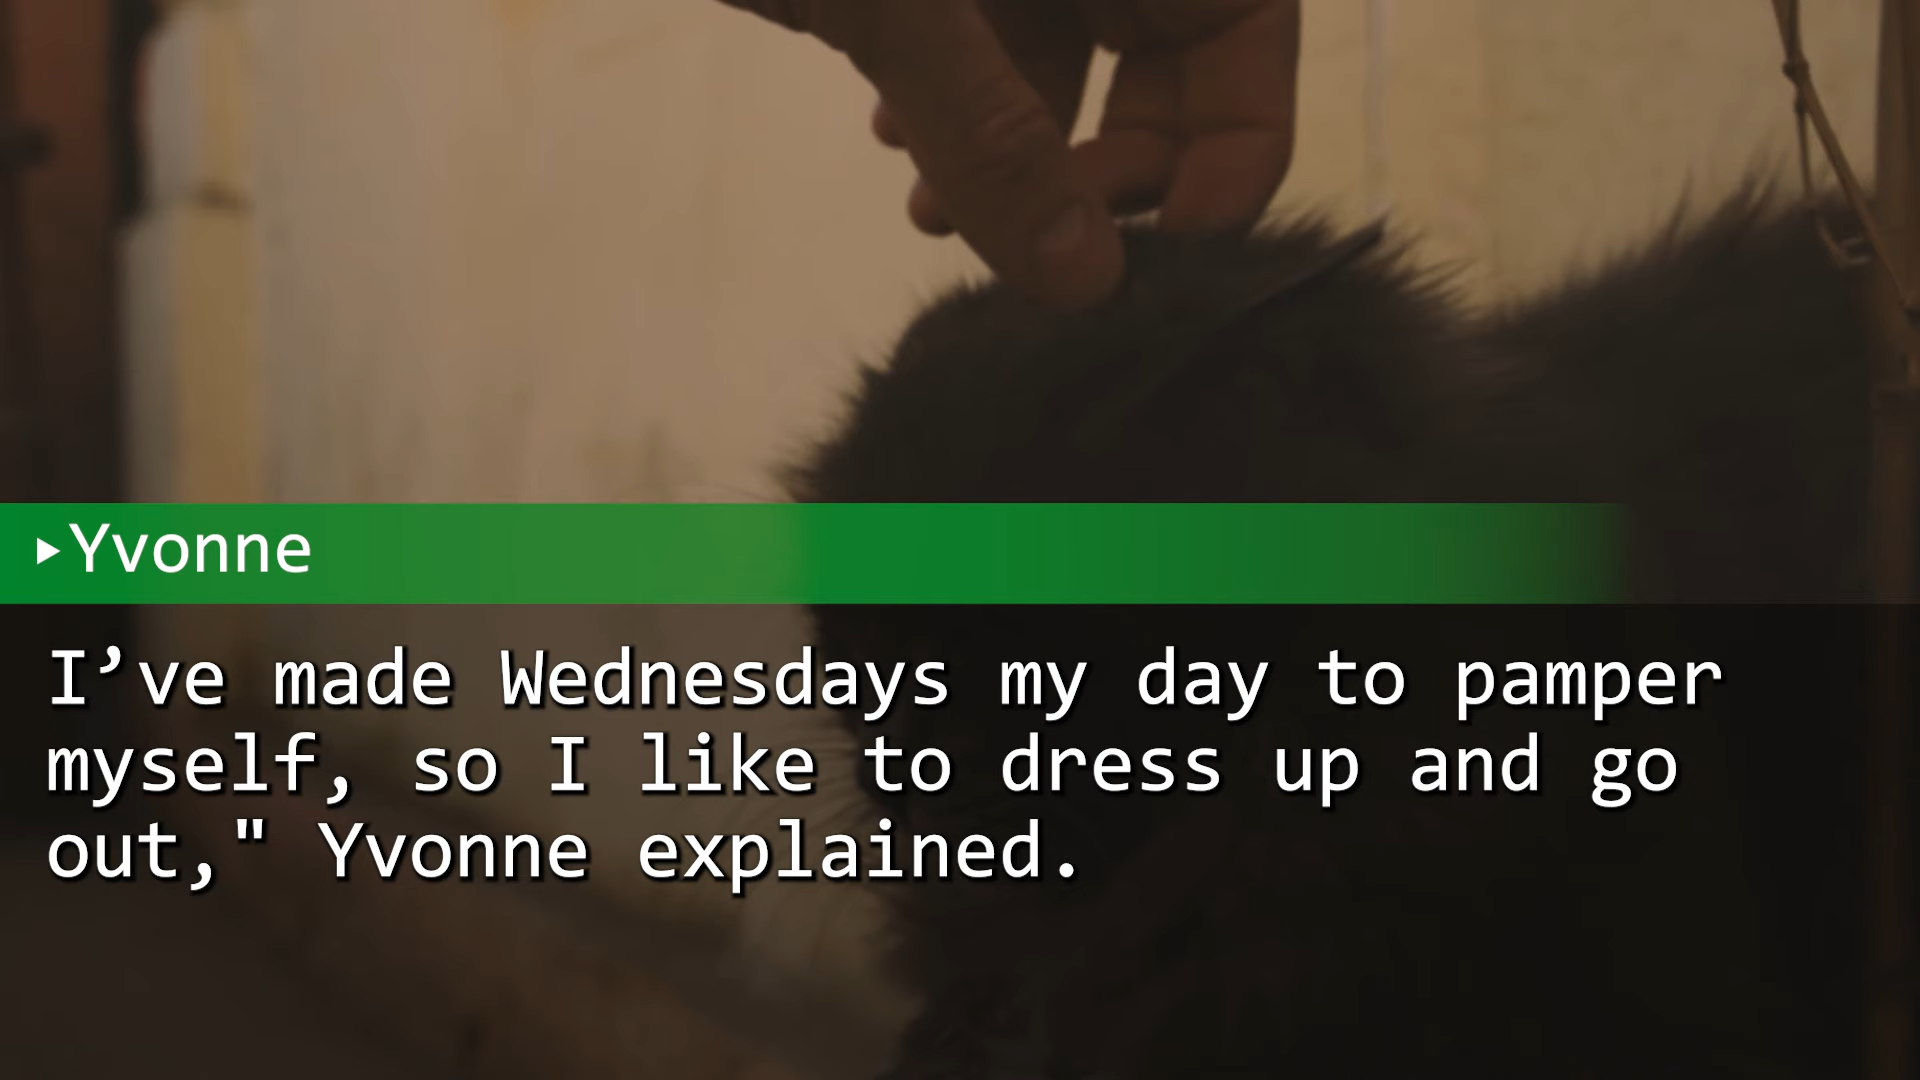 Yvonne
I’ve made Wednesdays my day to pamper
myself, so I like to dress up and go
out," Yvonne explained.